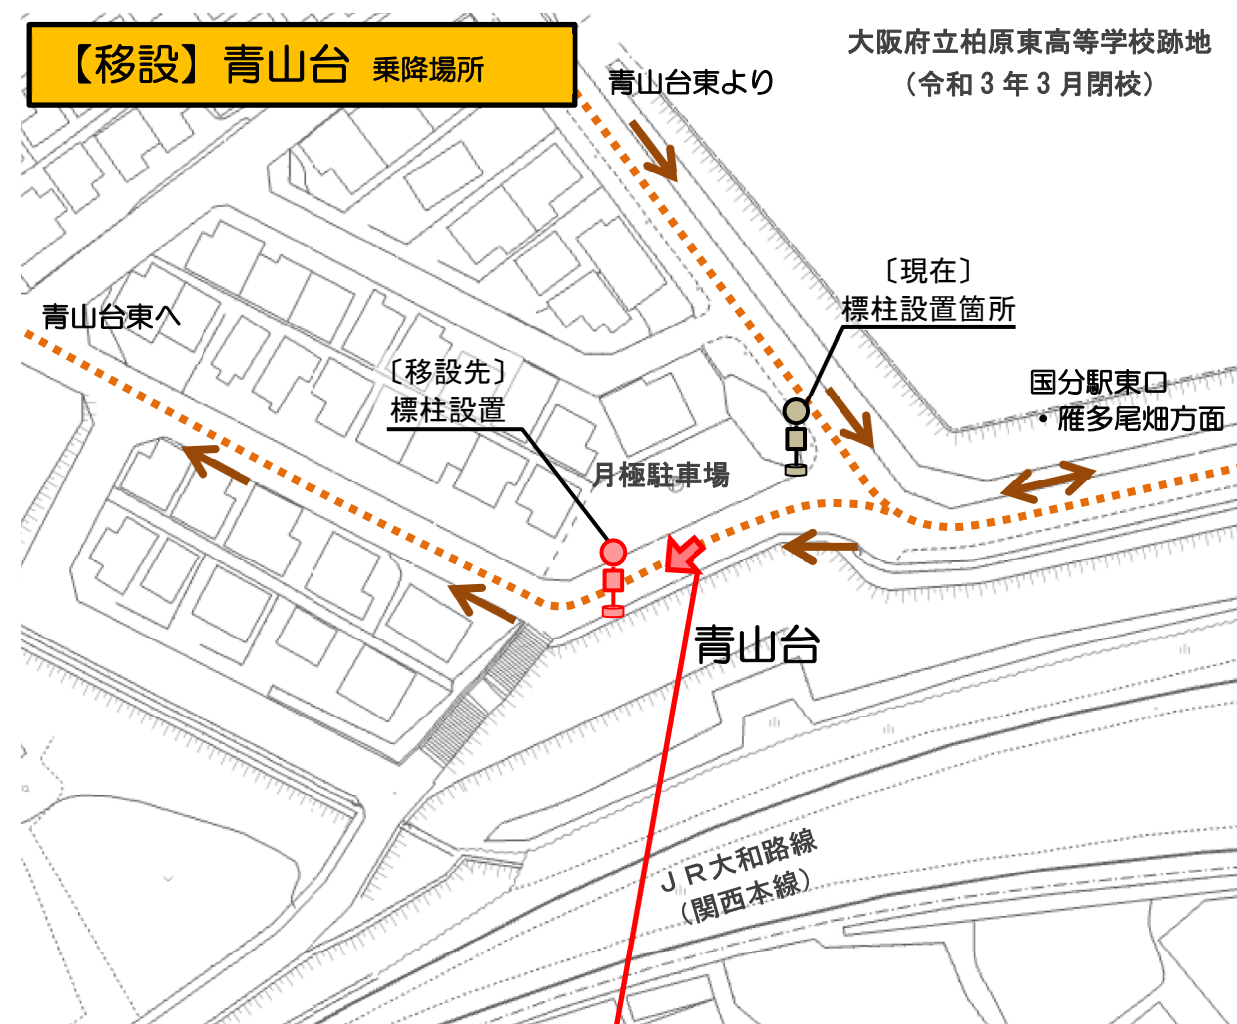 【移設】青山台 乗降場所
大阪府立柏原東高等学校跡地
（令和３年３月閉校）
青山台東より
〔現在〕
標柱設置箇所
青山台東へ
〔移設先〕
標柱設置
国分駅東口
・雁多尾畑方面
月極駐車場
青山台
ＪＲ大和路線
（関西本線）